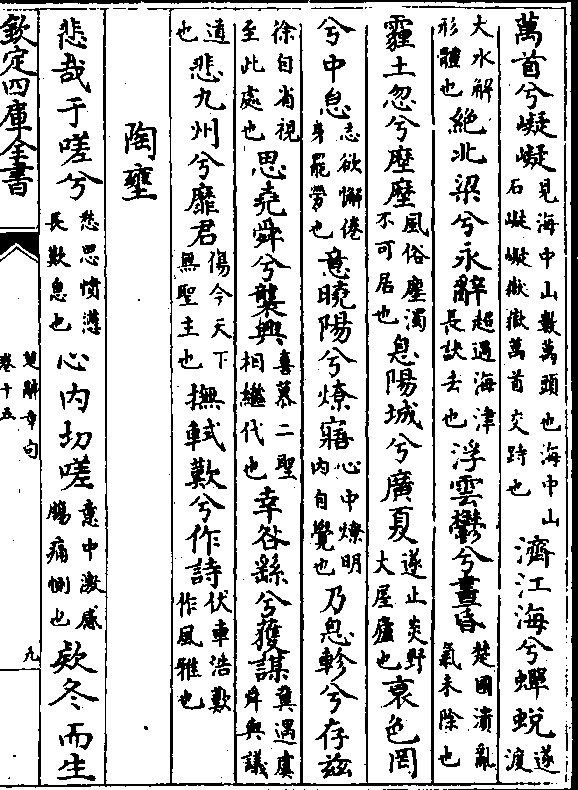 萬首兮㠜㠜見海中山數萬頭也海中山石㠜㠜嶽嶽萬首交跱也濟江海兮蟬蛻遂渡
大水解形體也絶北梁兮永辭超過海津長訣去也浮雲鬱兮晝昏楚國潰亂氣未除也
霾土忽兮塺塺風俗塵濁不可居也息陽城兮廣夏遂止炎野大屋廬也衰色罔
兮中怠志欲懈倦身罷勞也意曉陽兮燎寤心中燎明内自覺也乃息軫兮存兹
徐自省視至此處也思堯舜兮襲興喜慕二聖相繼代也幸咎繇兮獲謀冀遇虞舜與議
道也悲九州兮靡君傷今天下無聖主也撫軾歎兮作詩伏車浩歎作風雅也
陶壅
悲哉于嗟兮愁思憤懣長歎息也心内切嗟意中激感腸痛惻也欵冬而生
欽定四庫全書
楚辭章句
卷十五
九